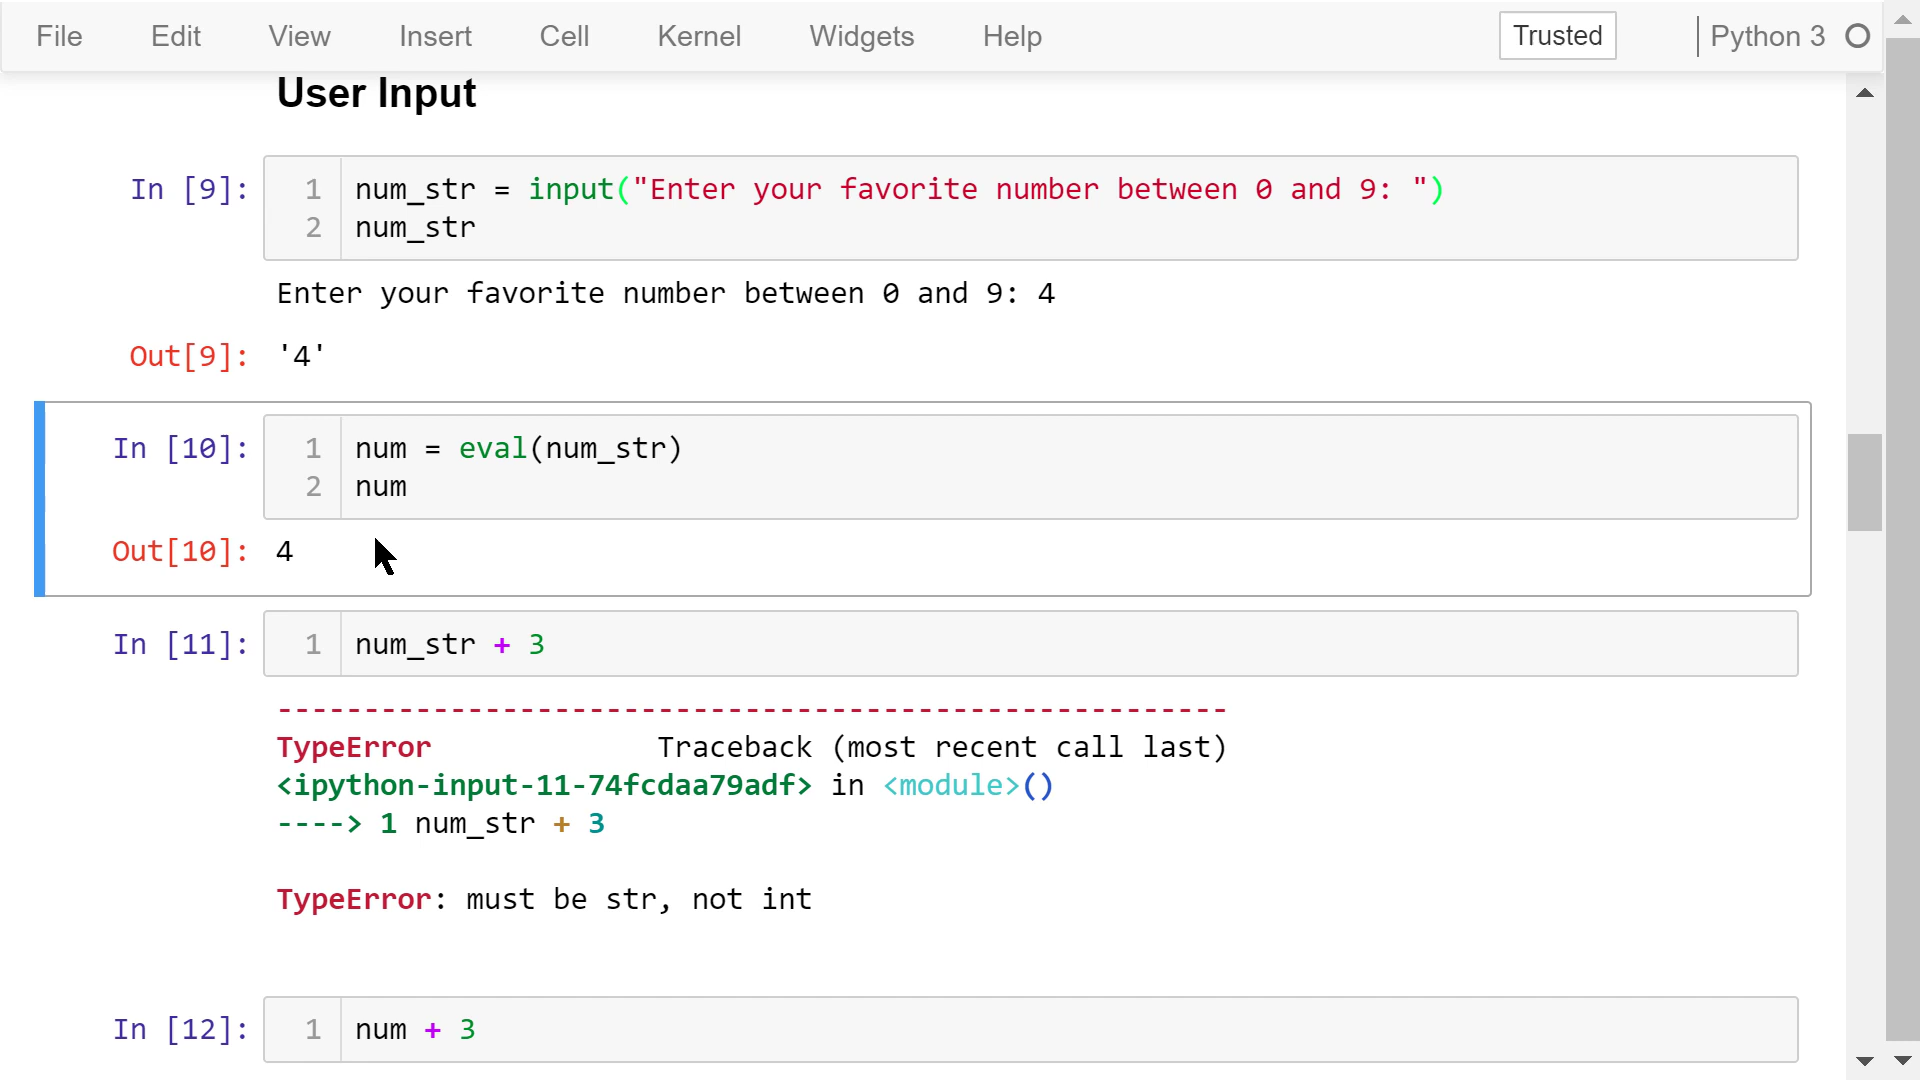 File Edit View Insert Cell Kernel Widgets Help Trusted Python 3
User Input
In [9]: 1 num_str = input("Enter your favorite number between 0 and 9: ")
2 num_str
Enter your favorite number between 0 and 9: 4
Out[9]: '4'
In [10]: 1 num = eval(num_str)
2 num
Out[10]: 4
In [11]: 1 num_str + 3
-------------------------------------------------------
TypeError Traceback (most recent call last)
<ipython-input-11-74fcdaa79adf> in <module>()
----> 1 num_str + 3
TypeError: must be str, not int
In [12]: 1 num + 3